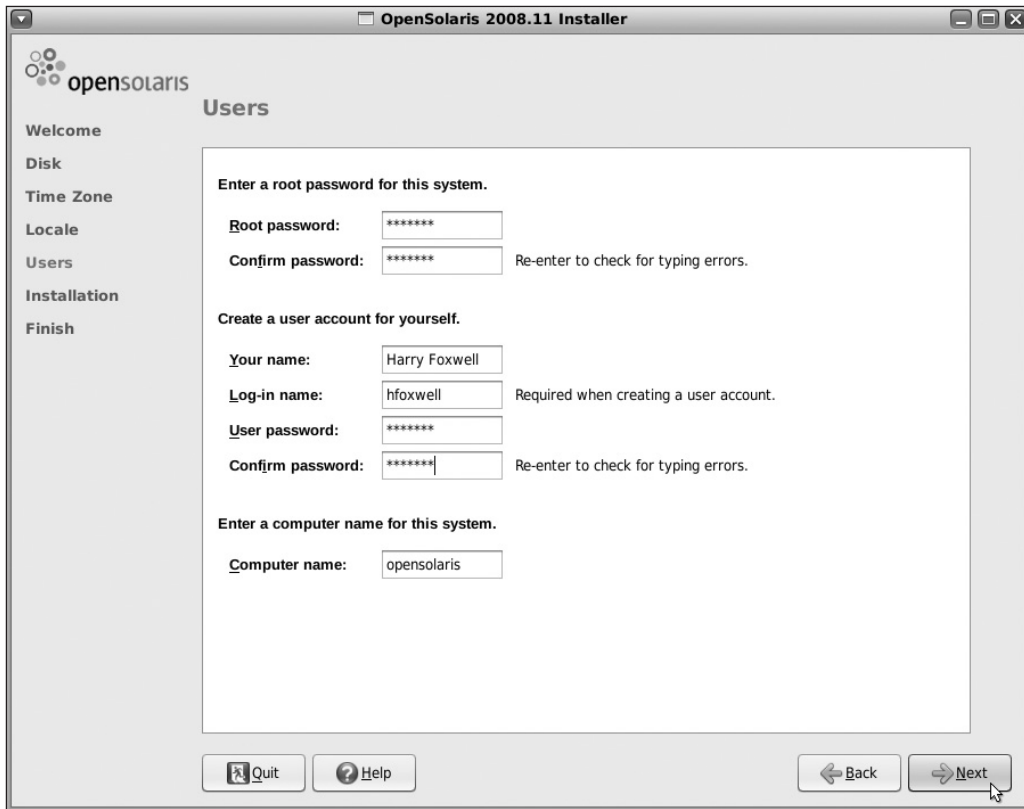 OpenSolaris 2008.11 Installer
opensolaris
Users
Welcome
Disk
Time Zone
Locale
Users
Installation
Finish
Enter a root password for this system.
Root password: *******
Confirm password: ******* Re-enter to check for typing errors.
Create a user account for yourself.
Your name: Harry Foxwell
Log-in name: hfoxwell Required when creating a user account.
User password: *******
Confirm password: ******* Re-enter to check for typing errors.
Enter a computer name for this system.
Computer name: opensolaris
Quit Help Back Next